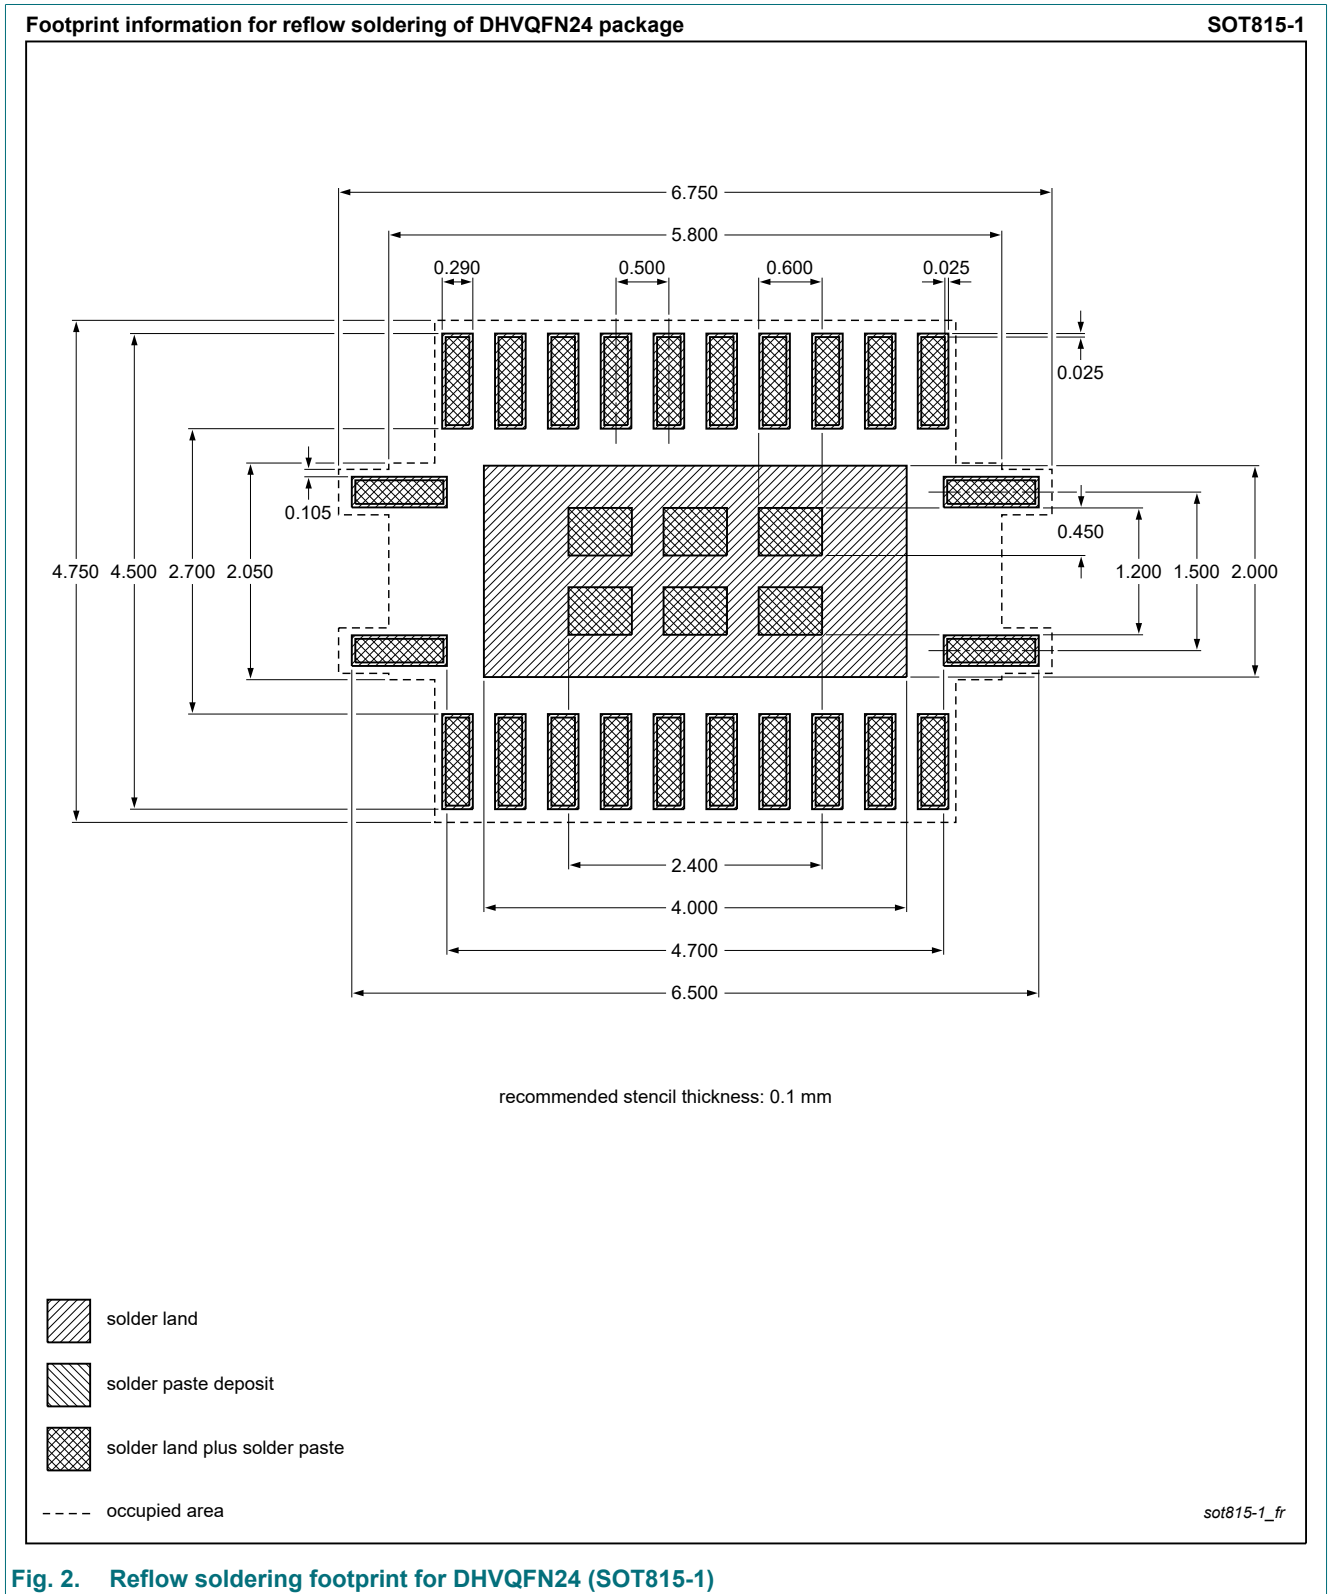 Footprint information for reflow soldering of DHVQFN24 package SOT815-1
6.750
5.800
0.290 0.500 0.600 0.025
0.025
0.105
0.450
4.750 4.500 2.700 2.050 1.200 1.500 2.000
2.400
4.000
4.700
6.500
recommended stencil thickness: 0.1 mm
solder land
solder paste deposit
solder land plus solder paste
occupied area sot815-1_fr
Fig. 2. Reflow soldering footprint for DHVQFN24 (SOT815-1)